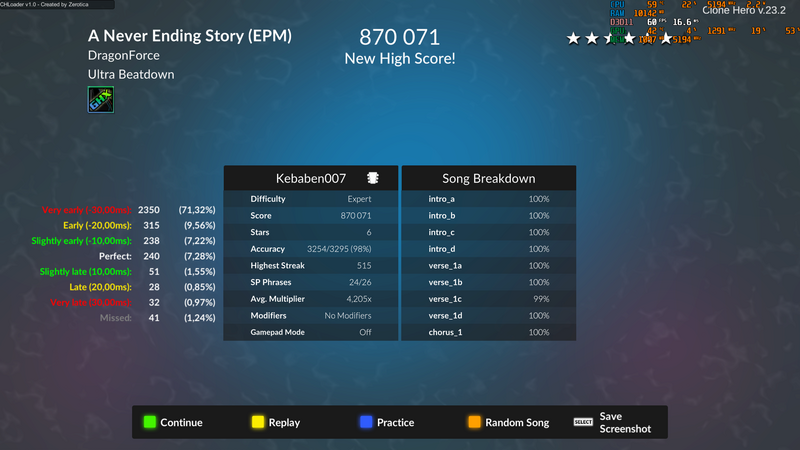 CHLoader v1.0 - Created by Zerotica
A Never Ending Story (EPM)
DragonForce
Ultra Beatdown
GHX
870 071
New High Score!
Clone Hero v.23.2
CPU 59 °C 22 % 5194
RAM 10142
D3D11 60 FPS 16.6
Kebaben007
Difficulty Expert
Score 870 071
Stars 6
Accuracy 3254/3295 (98%)
Highest Streak 515
SP Phrases 24/26
Avg. Multiplier 4,205x
Modifiers No Modifiers
Gamepad Mode Off
Song Breakdown
intro_a 100%
intro_b 100%
intro_c 100%
intro_d 100%
verse_1a 100%
verse_1b 100%
verse_1c 99%
verse_1d 100%
chorus_1 100%
Very early (-30,00ms): 2350 (71,32%)
Early (-20,00ms): 315 (9,56%)
Slightly early (-10,00ms): 238 (7,22%)
Perfect: 240 (7,28%)
Slightly late (10,00ms): 51 (1,55%)
Late (20,00ms): 28 (0,85%)
Very late (30,00ms): 32 (0,97%)
Missed: 41 (1,24%)
Continue
Replay
Practice
Random Song
SELECT
Save
Screenshot